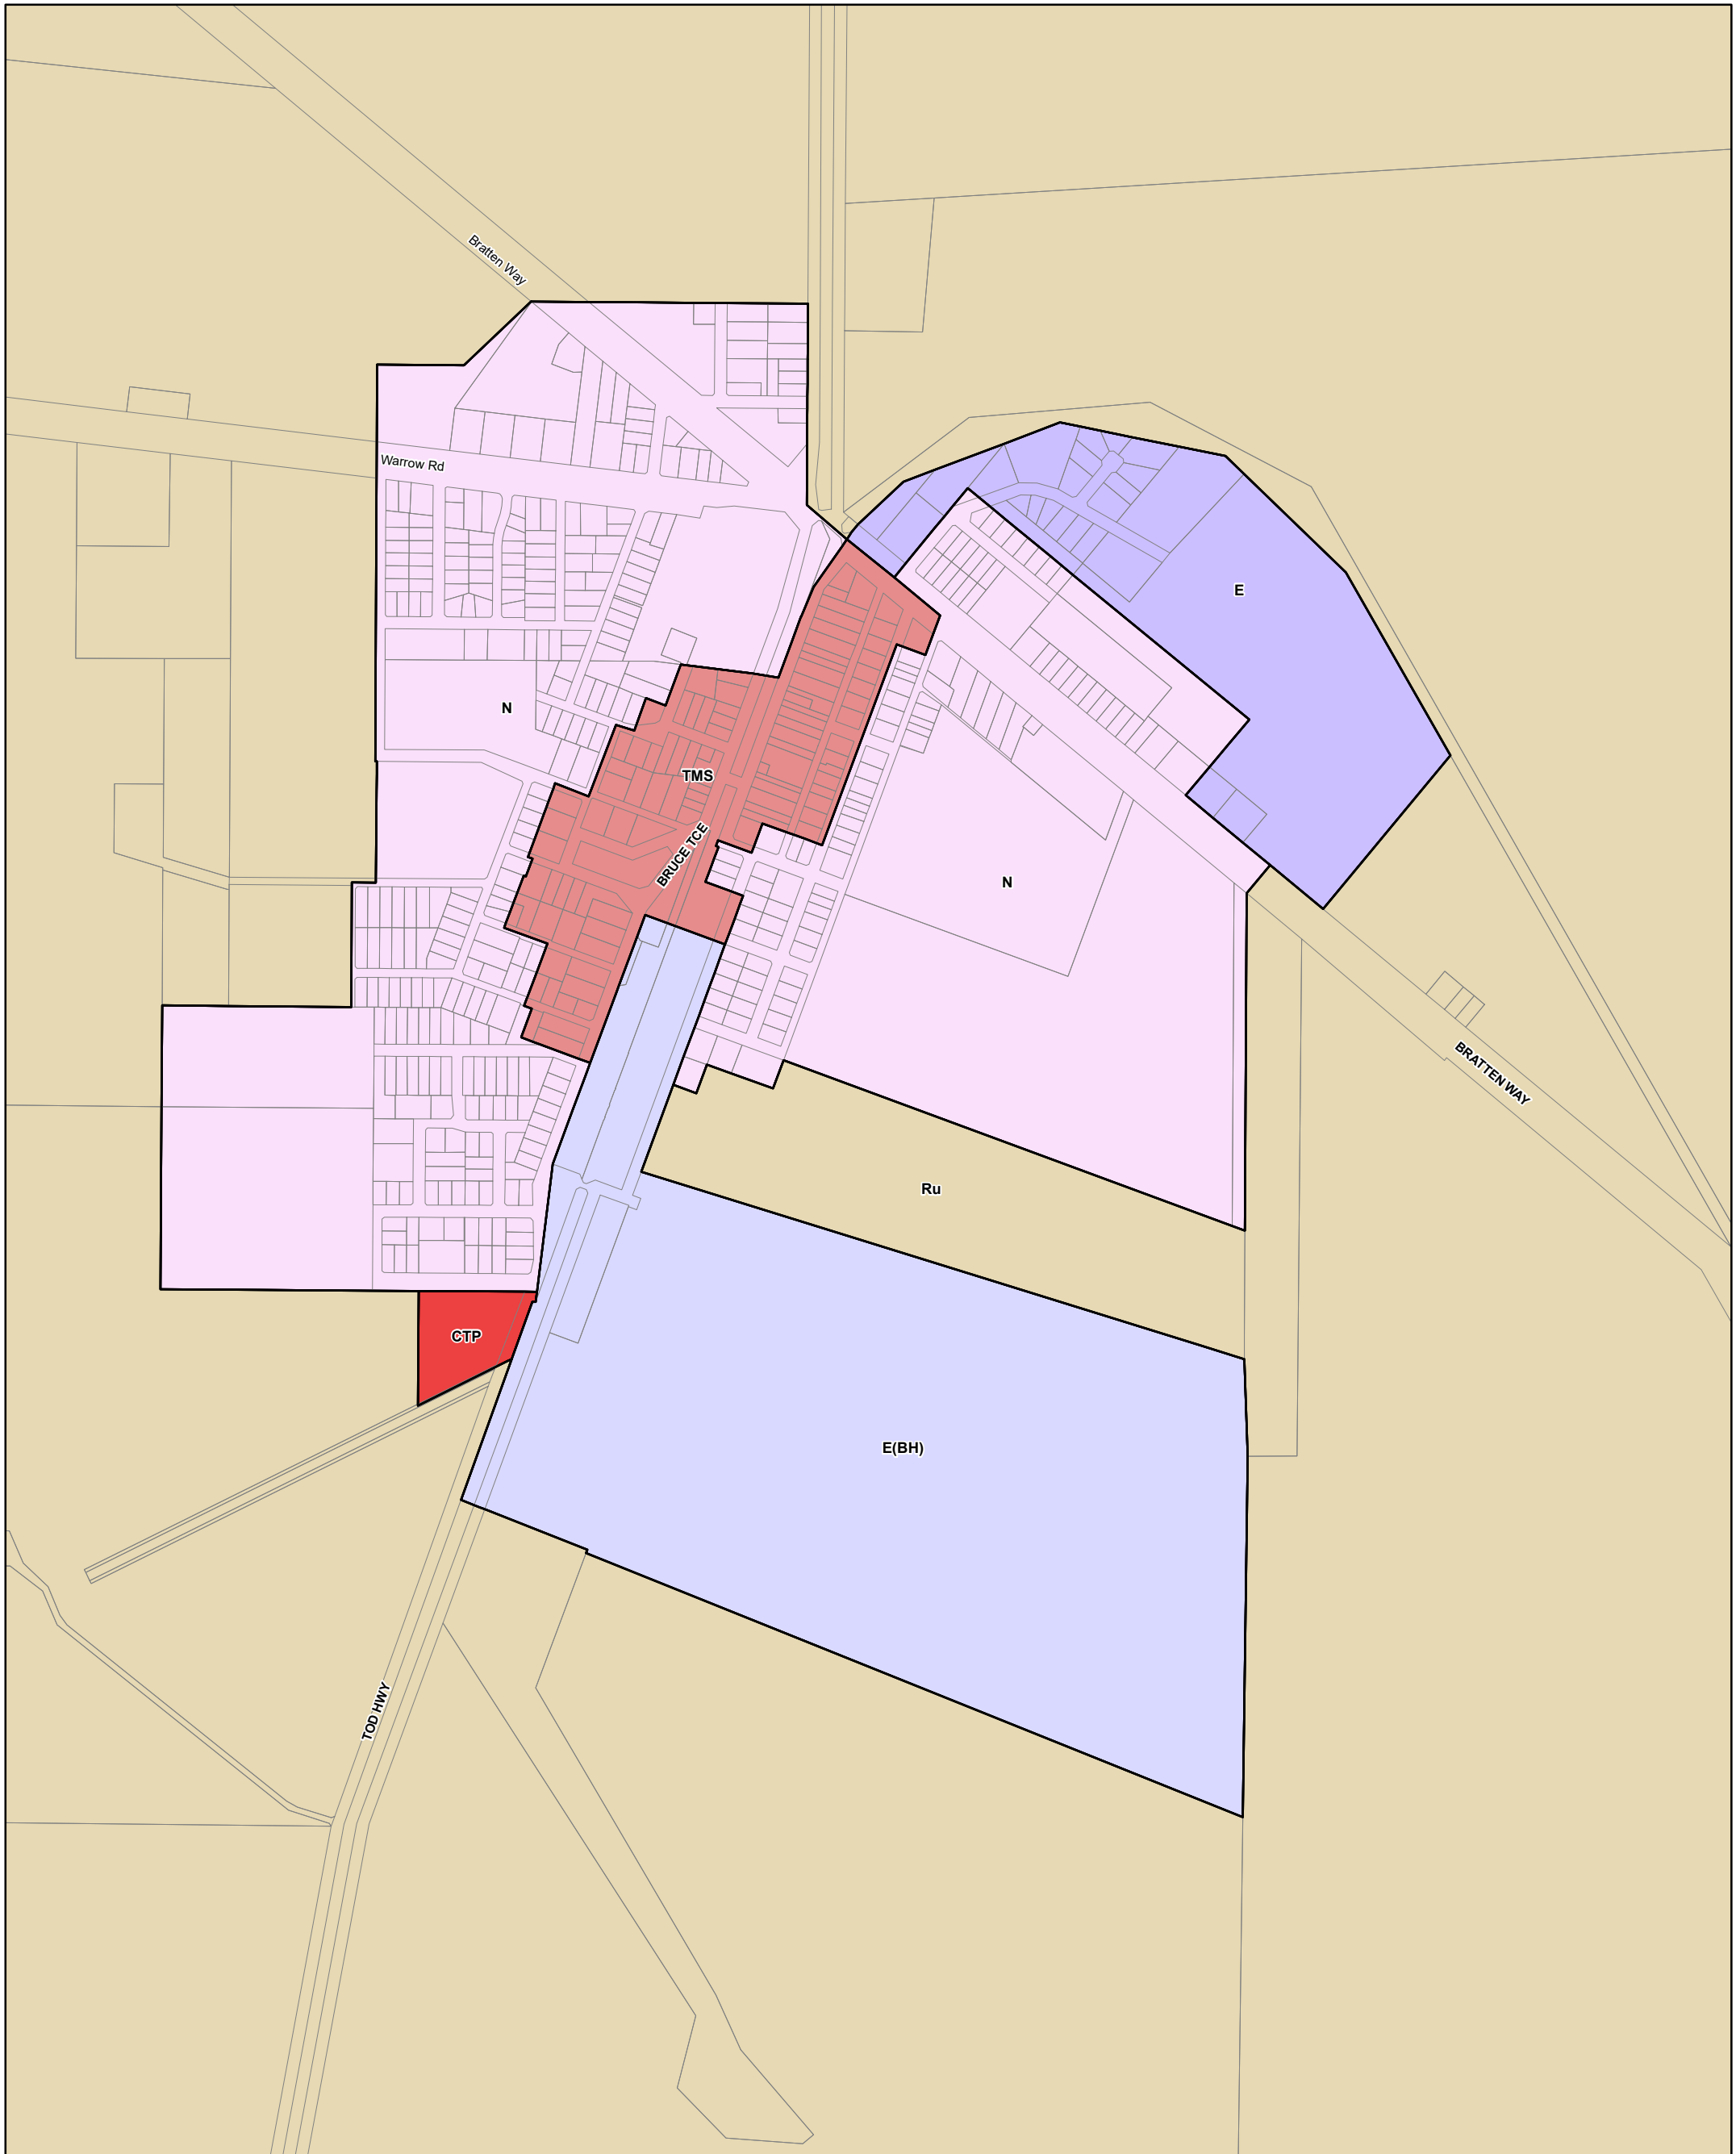 Bratten Way
Warrow Rd
E
N
TMS
BRUCE TCE
N
BRATTEN WAY
Ru
CTP
E(BH)
TOD HWY